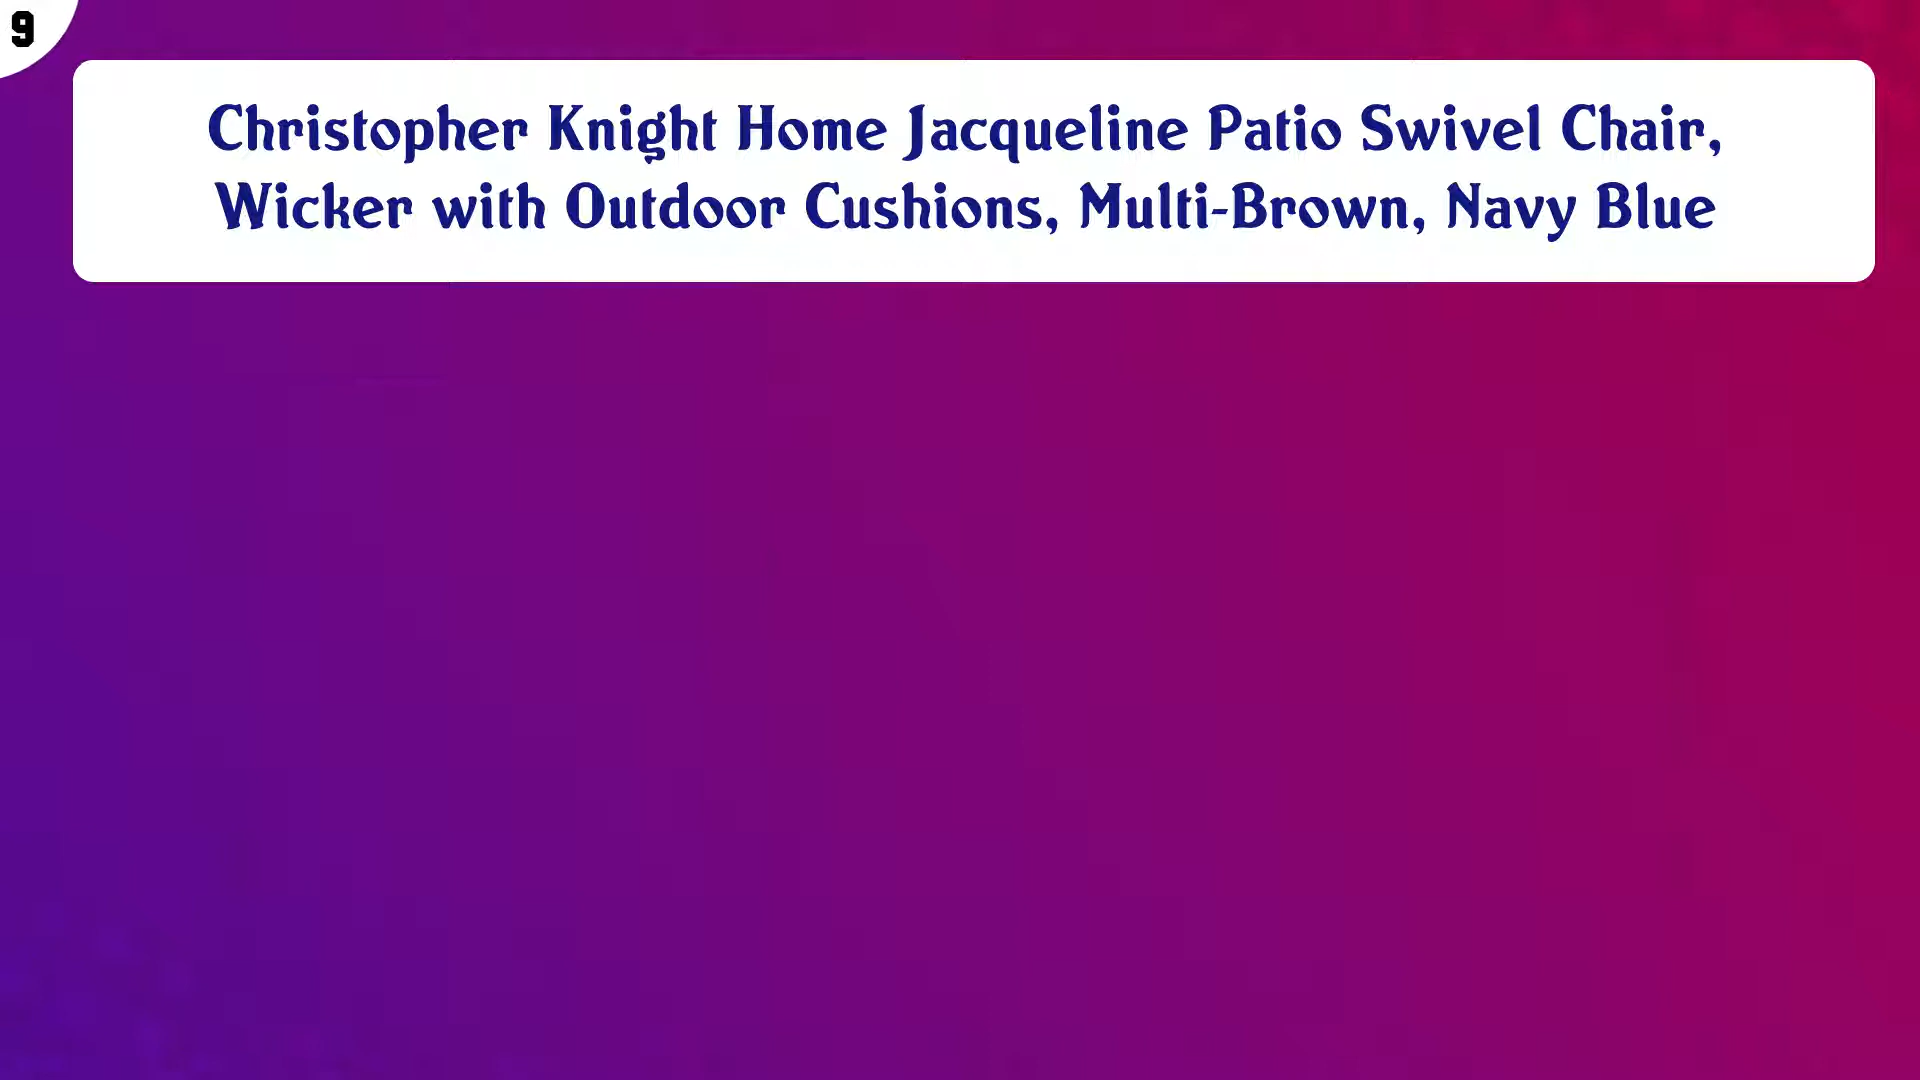 9
Christopher Knight Home Jacqueline Patio Swivel Chair,
Wicker with Outdoor Cushions, Multi-Brown, Navy Blue